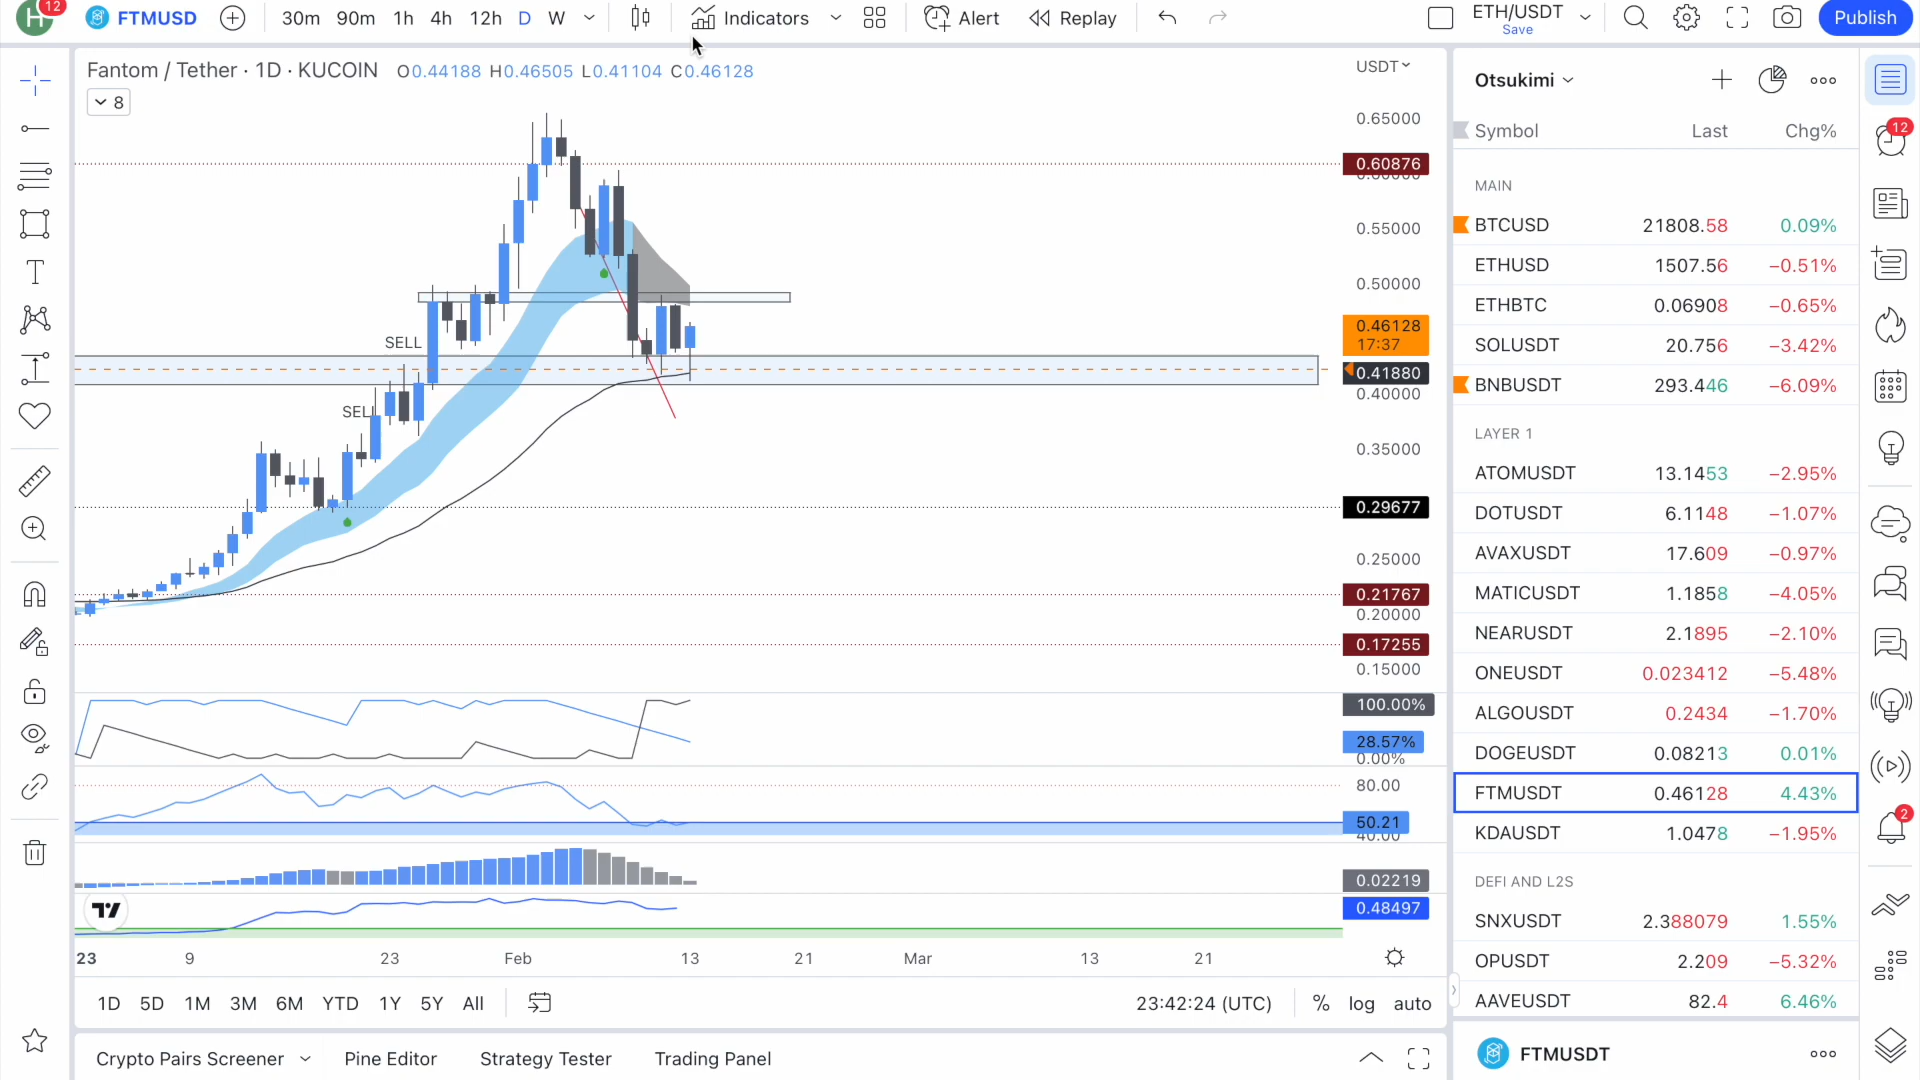 H 12 FTMUSD 30m 90m 1h 4h 12h D W Indicators Alert Replay ETH/USDT Save Publish
Fantom / Tether · 1D · KUCOIN O0.44188 H0.46505 L0.41104 C0.46128
8
USDT
0.65000
0.60876
0.55000
0.50000
0.46128
17:37
0.41880
0.40000
0.35000
0.29677
0.25000
0.21767
0.20000
0.17255
0.15000
SELL
SELL
100.00%
28.57%
0.00%
80.00
50.21
40.00
0.02219
0.48497
23 9 23 Feb 13 21 Mar 13 21
1D 5D 1M 3M 6M YTD 1Y 5Y All 23:42:24 (UTC) % log auto
Crypto Pairs Screener Pine Editor Strategy Tester Trading Panel
Otsukimi
Symbol Last Chg%
MAIN
BTCUSD 21808.58 0.09%
ETHUSD 1507.56 −0.51%
ETHBTC 0.06908 −0.65%
SOLUSDT 20.756 −3.42%
BNBUSDT 293.446 −6.09%
LAYER 1
ATOMUSDT 13.1453 −2.95%
DOTUSDT 6.1148 −1.07%
AVAXUSDT 17.609 −0.97%
MATICUSDT 1.1858 −4.05%
NEARUSDT 2.1895 −2.10%
ONEUSDT 0.023412 −5.48%
ALGOUSDT 0.2434 −1.70%
DOGEUSDT 0.08213 0.01%
FTMUSDT 0.46128 4.43%
KDAUSDT 1.0478 −1.95%
DEFI AND L2S
SNXUSDT 2.388079 1.55%
OPUSDT 2.209 −5.32%
AAVEUSDT 82.4 6.46%
FTMUSDT
12
2